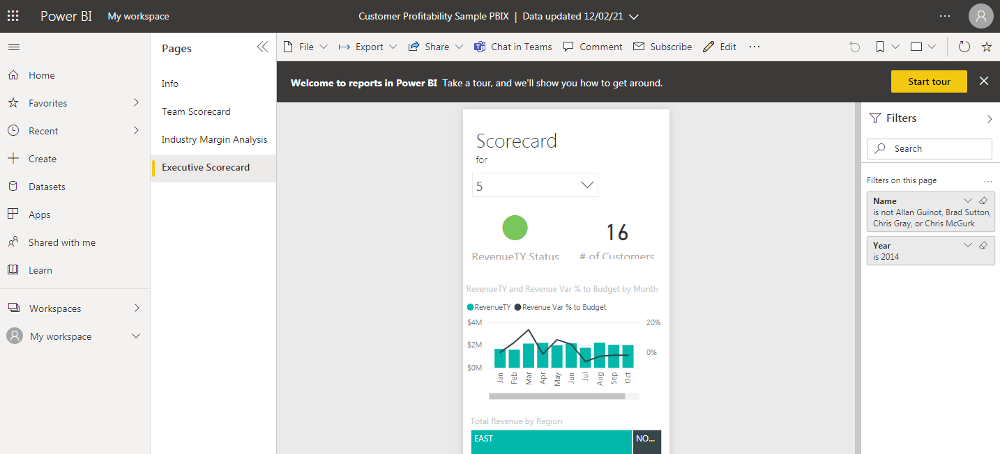 Power BI My workspace Customer Profitability Sample PBIX | Data updated 12/02/21
File Export Share Chat in Teams Comment Subscribe Edit
Home
Favorites
Recent
Create
Datasets
Apps
Shared with me
Learn
Workspaces
My workspace
Pages
Info
Team Scorecard
Industry Margin Analysis
Executive Scorecard
Welcome to reports in Power BI Take a tour, and we'll show you how to get around. Start tour
Scorecard
for
5
16
RevenueTY Status # of Customers
RevenueTY and Revenue Var % to Budget by Month
RevenueTY Revenue Var % to Budget
$4M 20%
$2M 0%
$0M
Jan Feb Mar Apr May Jun Jul Aug Sep Oct
Total Revenue by Region
EAST NO...
Filters
Search
Filters on this page
Name
is not Allan Guinot, Brad Sutton,
Chris Gray, or Chris McGurk
Year
is 2014